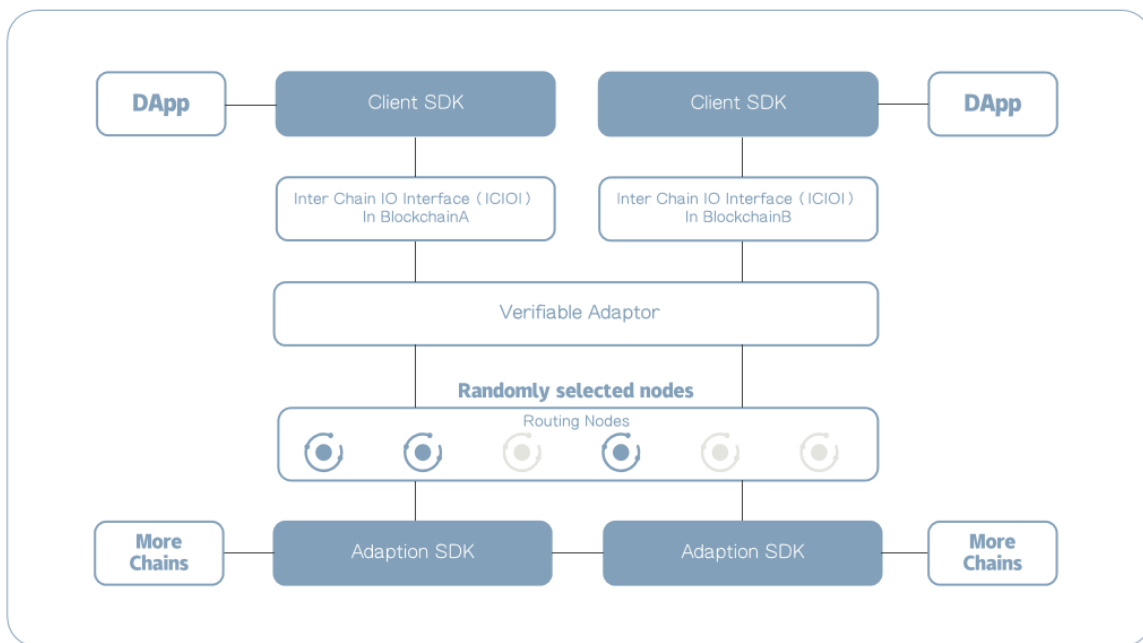 DApp
Client SDK
Client SDK
DApp
Inter Chain IO Interface (ICIOI)
In BlockchainA
Inter Chain IO Interface (ICIOI)
In BlockchainB
Verifiable Adaptor
Randomly selected nodes
Routing Nodes
More
Chains
Adaption SDK
Adaption SDK
More
Chains